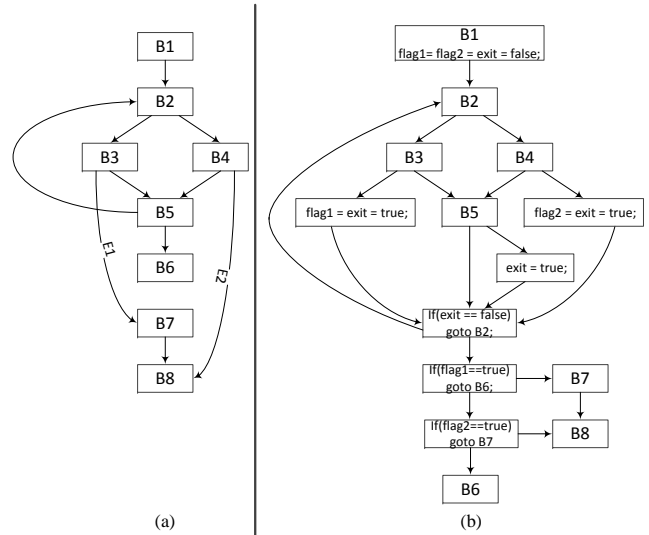 B1
B2
B3
B4
B5
E1
E2
B6
B7
B8
(a)
B1
flag1= flag2 = exit = false;
B2
B3
B4
flag1 = exit = true;
B5
flag2 = exit = true;
exit = true;
If(exit == false)
goto B2;
If(flag1==true)
goto B6;
B7
If(flag2==true)
goto B7
B8
B6
(b)